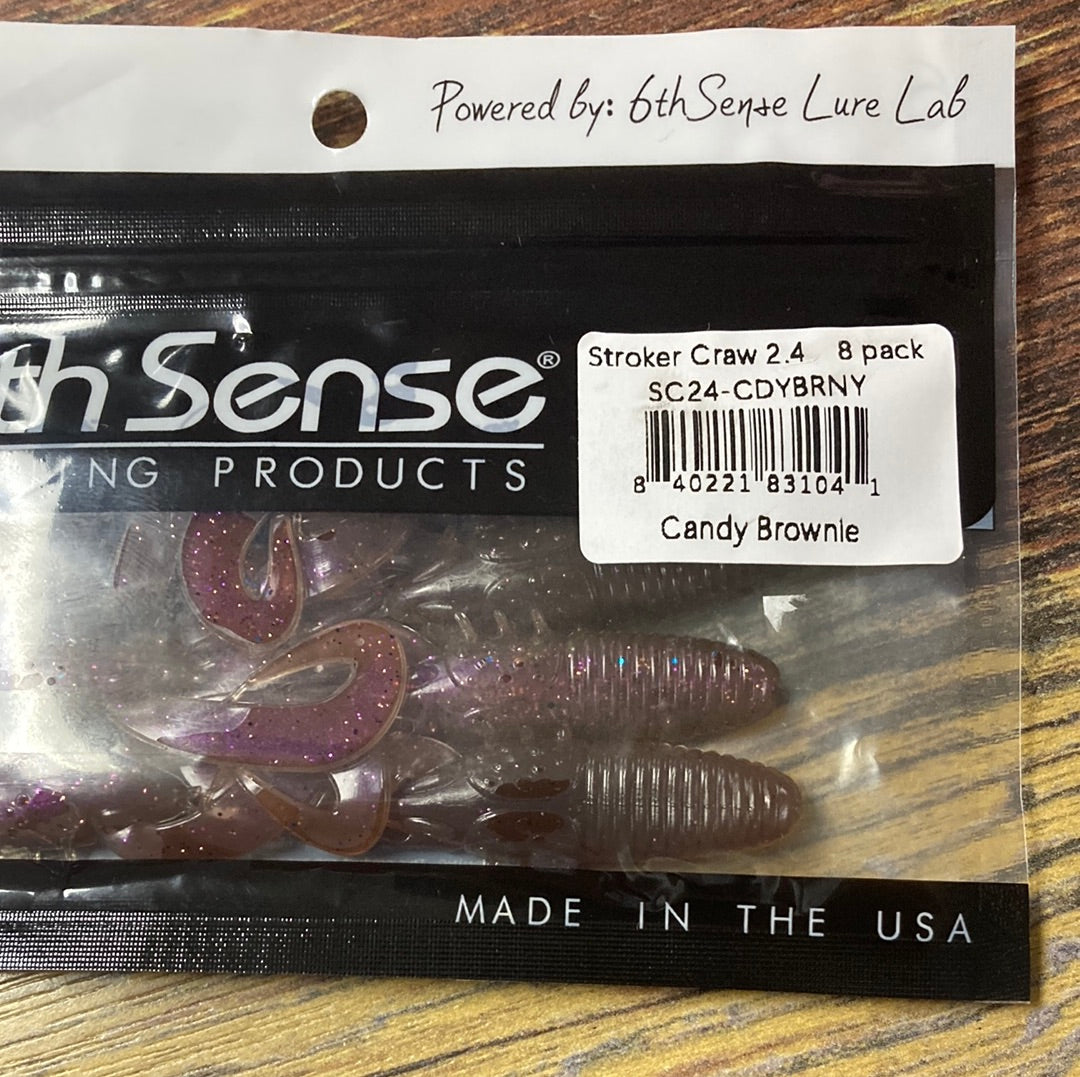 Powered by: 6thSense Lure Lab
th Sense®
ING PRODUCTS
Stroker Craw 2.4 8 pack
SC24-CDYBRNY
8 40221 83104 1
Candy Brownie
MADE IN THE USA